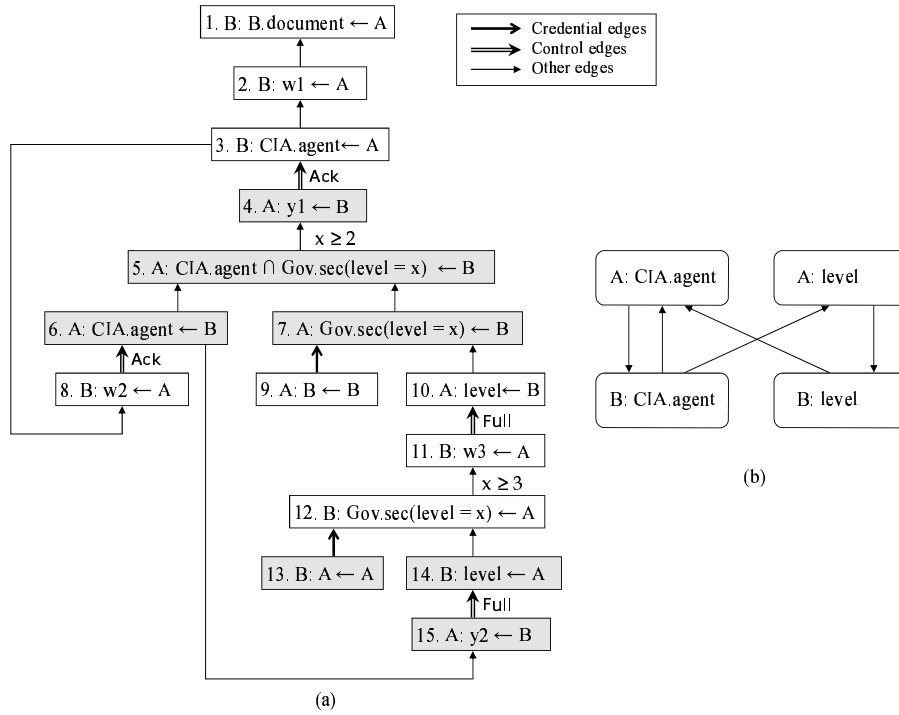 1. B: B.document ← A
Credential edges
Control edges
Other edges
2. B: w1 ← A
3. B: CIA.agent← A
Ack
4. A: y1 ← B
x ≥ 2
5. A: CIA.agent ∩ Gov.sec(level = x) ← B
A: CIA.agent
A: level
6. A: CIA.agent ← B
7. A: Gov.sec(level = x) ← B
Ack
8. B: w2 ← A
9. A: B ← B
10. A: level← B
B: CIA.agent
B: level
Full
11. B: w3 ← A
(b)
x ≥ 3
12. B: Gov.sec(level = x) ← A
13. B: A ← A
14. B: level ← A
Full
15. A: y2 ← B
(a)